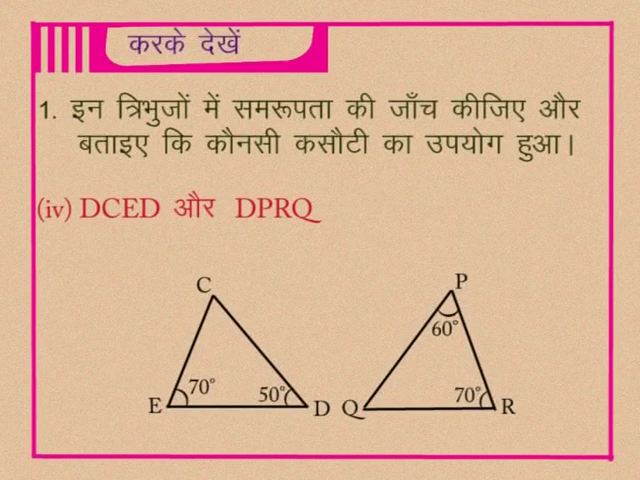 करके देखें
1. इन त्रिभुजों में समरूपता की जाँच कीजिए और
बताइए कि कौनसी कसौटी का उपयोग हुआ।
(iv) DCED और DPRQ
C
P
60°
70°
50°
70°
E
D
Q
R